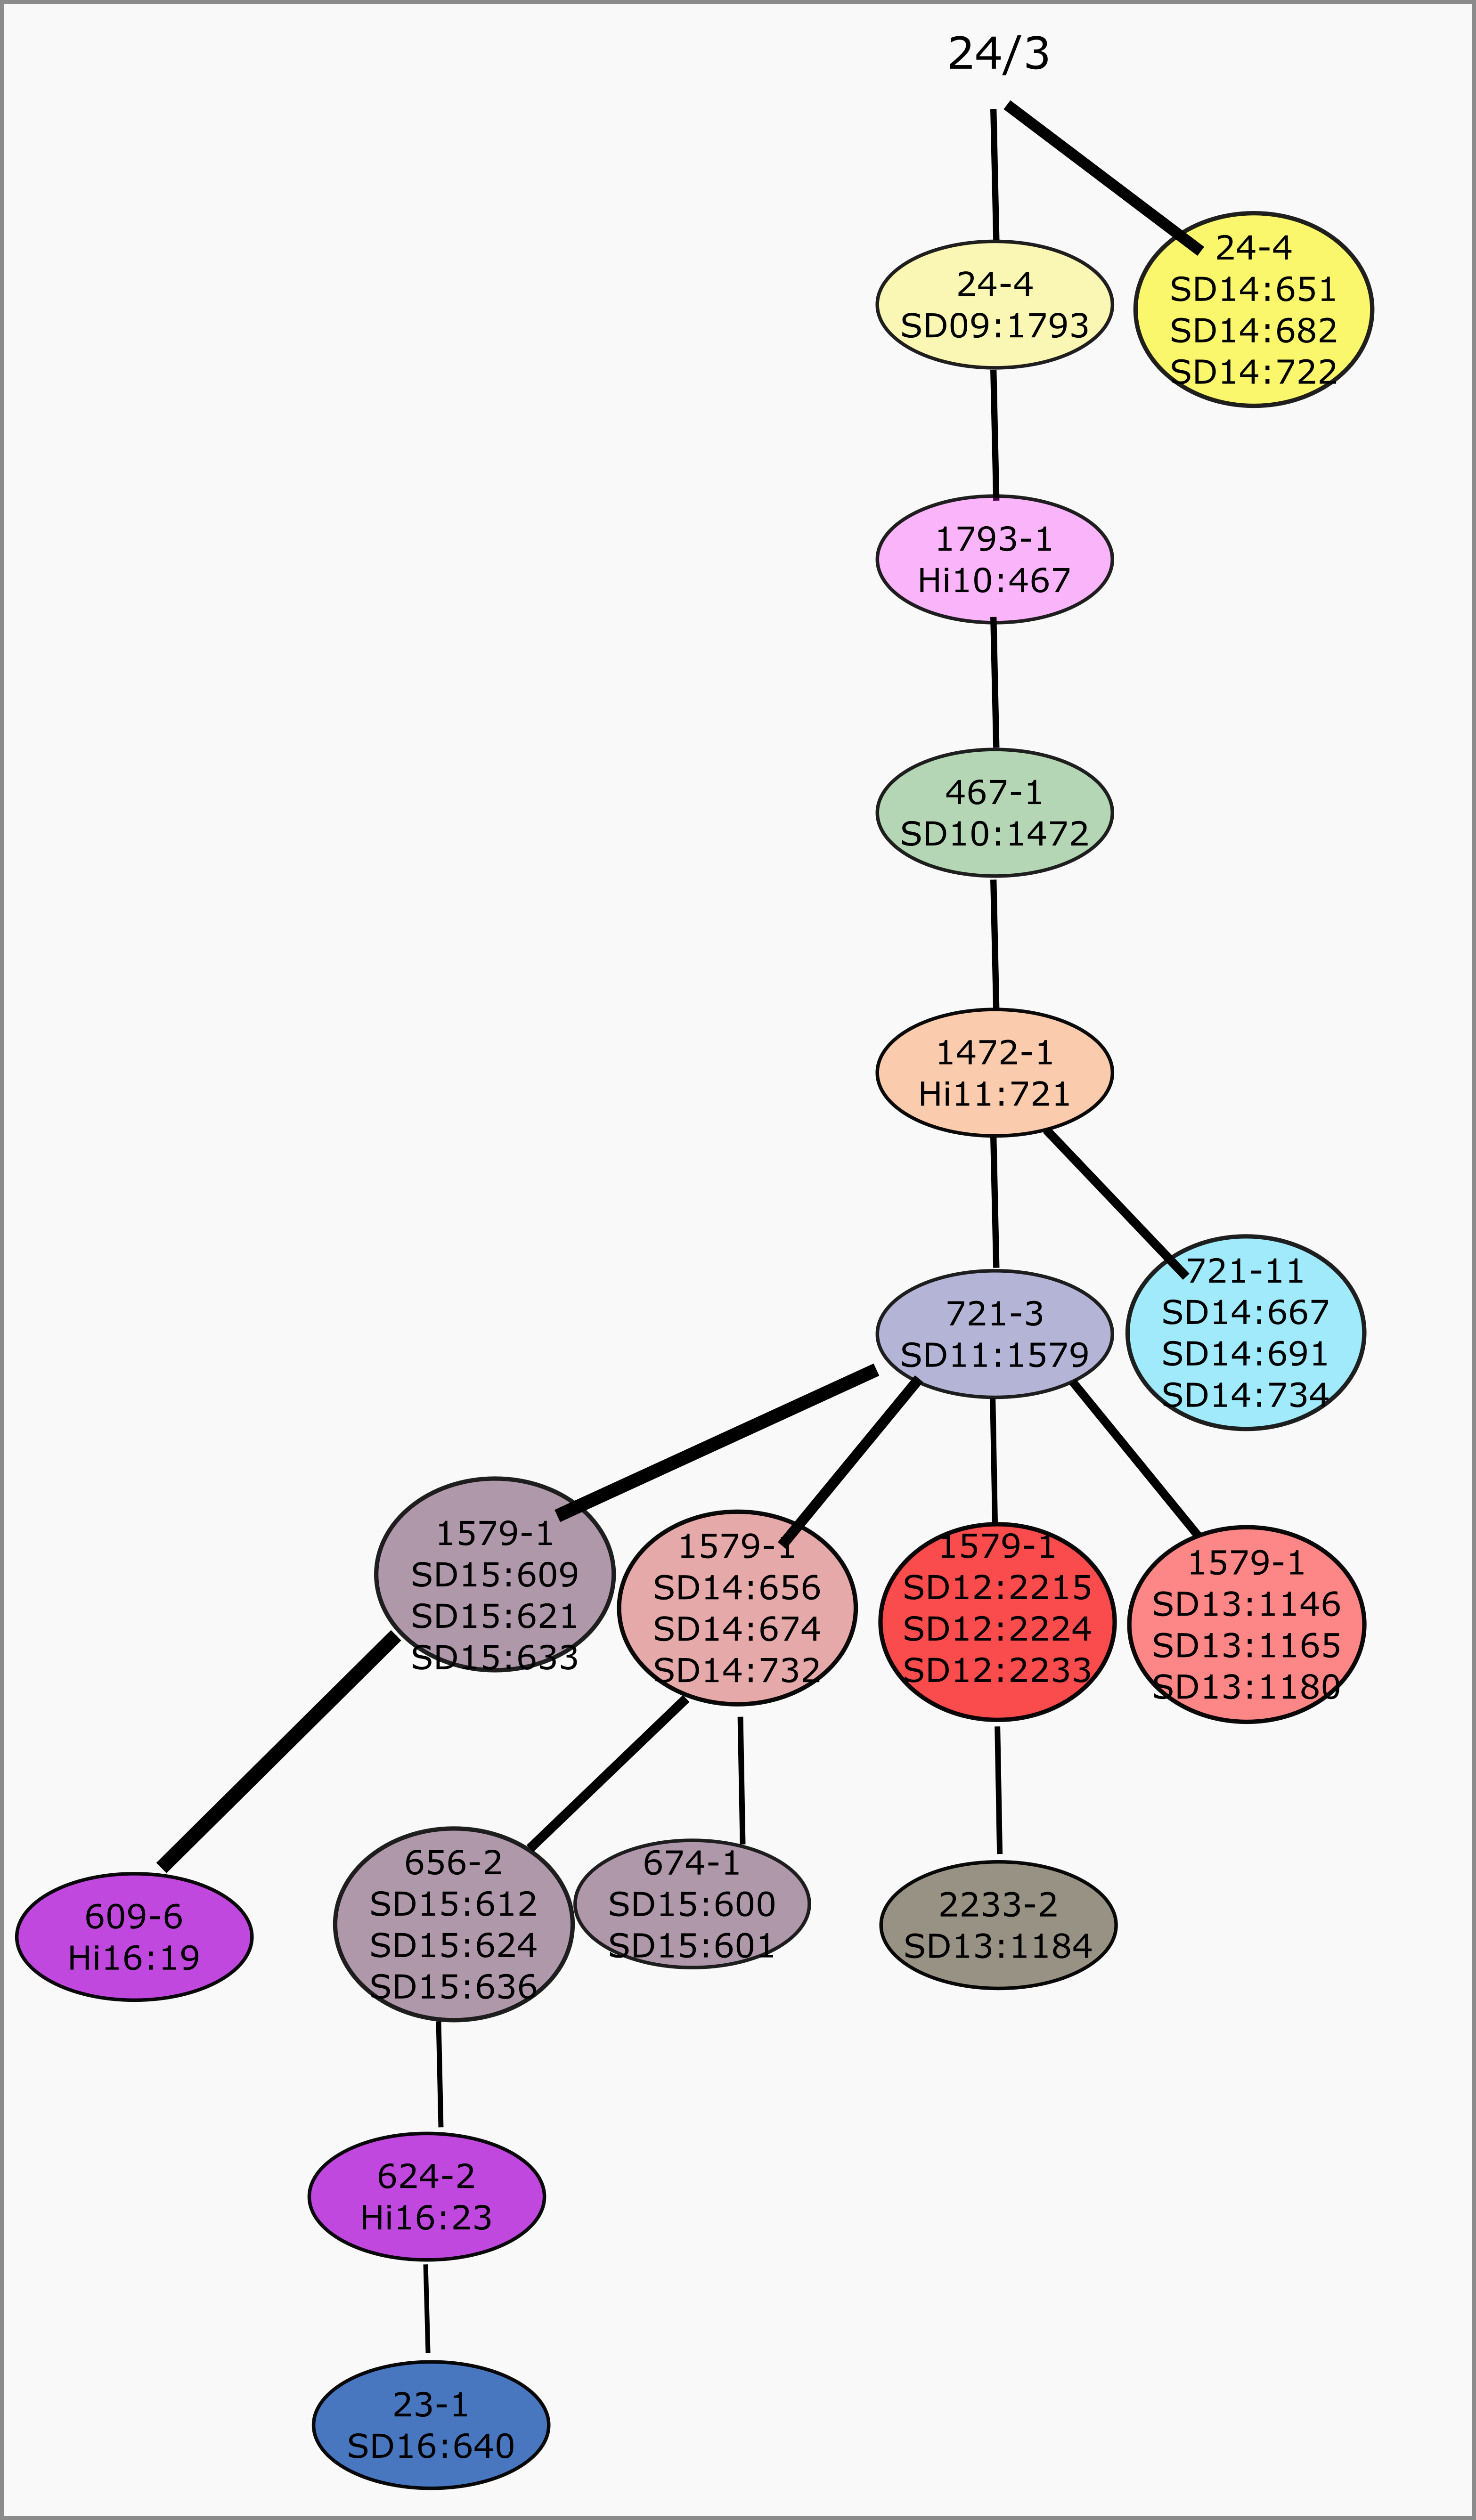 24/3
24-4
SD09:1793
24-4
SD14:651
SD14:682
SD14:722
1793-1
Hi10:467
467-1
SD10:1472
1472-1
Hi11:721
721-3
SD11:1579
721-11
SD14:667
SD14:691
SD14:734
1579-1
SD15:609
SD15:621
SD15:633
1579-1
SD14:656
SD14:674
SD14:732
1579-1
SD12:2215
SD12:2224
SD12:2233
1579-1
SD13:1146
SD13:1165
SD13:1180
609-6
Hi16:19
656-2
SD15:612
SD15:624
SD15:636
674-1
SD15:600
SD15:601
2233-2
SD13:1184
624-2
Hi16:23
23-1
SD16:640